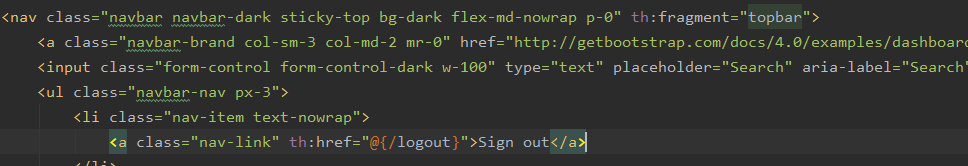 <nav class="navbar navbar-dark sticky-top bg-dark flex-md-nowrap p-0" th:fragment="topbar">
<a class="navbar-brand col-sm-3 col-md-2 mr-0" href="http://getbootstrap.com/docs/4.0/examples/dashboard
<input class="form-control form-control-dark w-100" type="text" placeholder="Search" aria-label="Search"
<ul class="navbar-nav px-3">
<li class="nav-item text-nowrap">
<a class="nav-link" th:href="@{/logout}">Sign out</a>
</li>